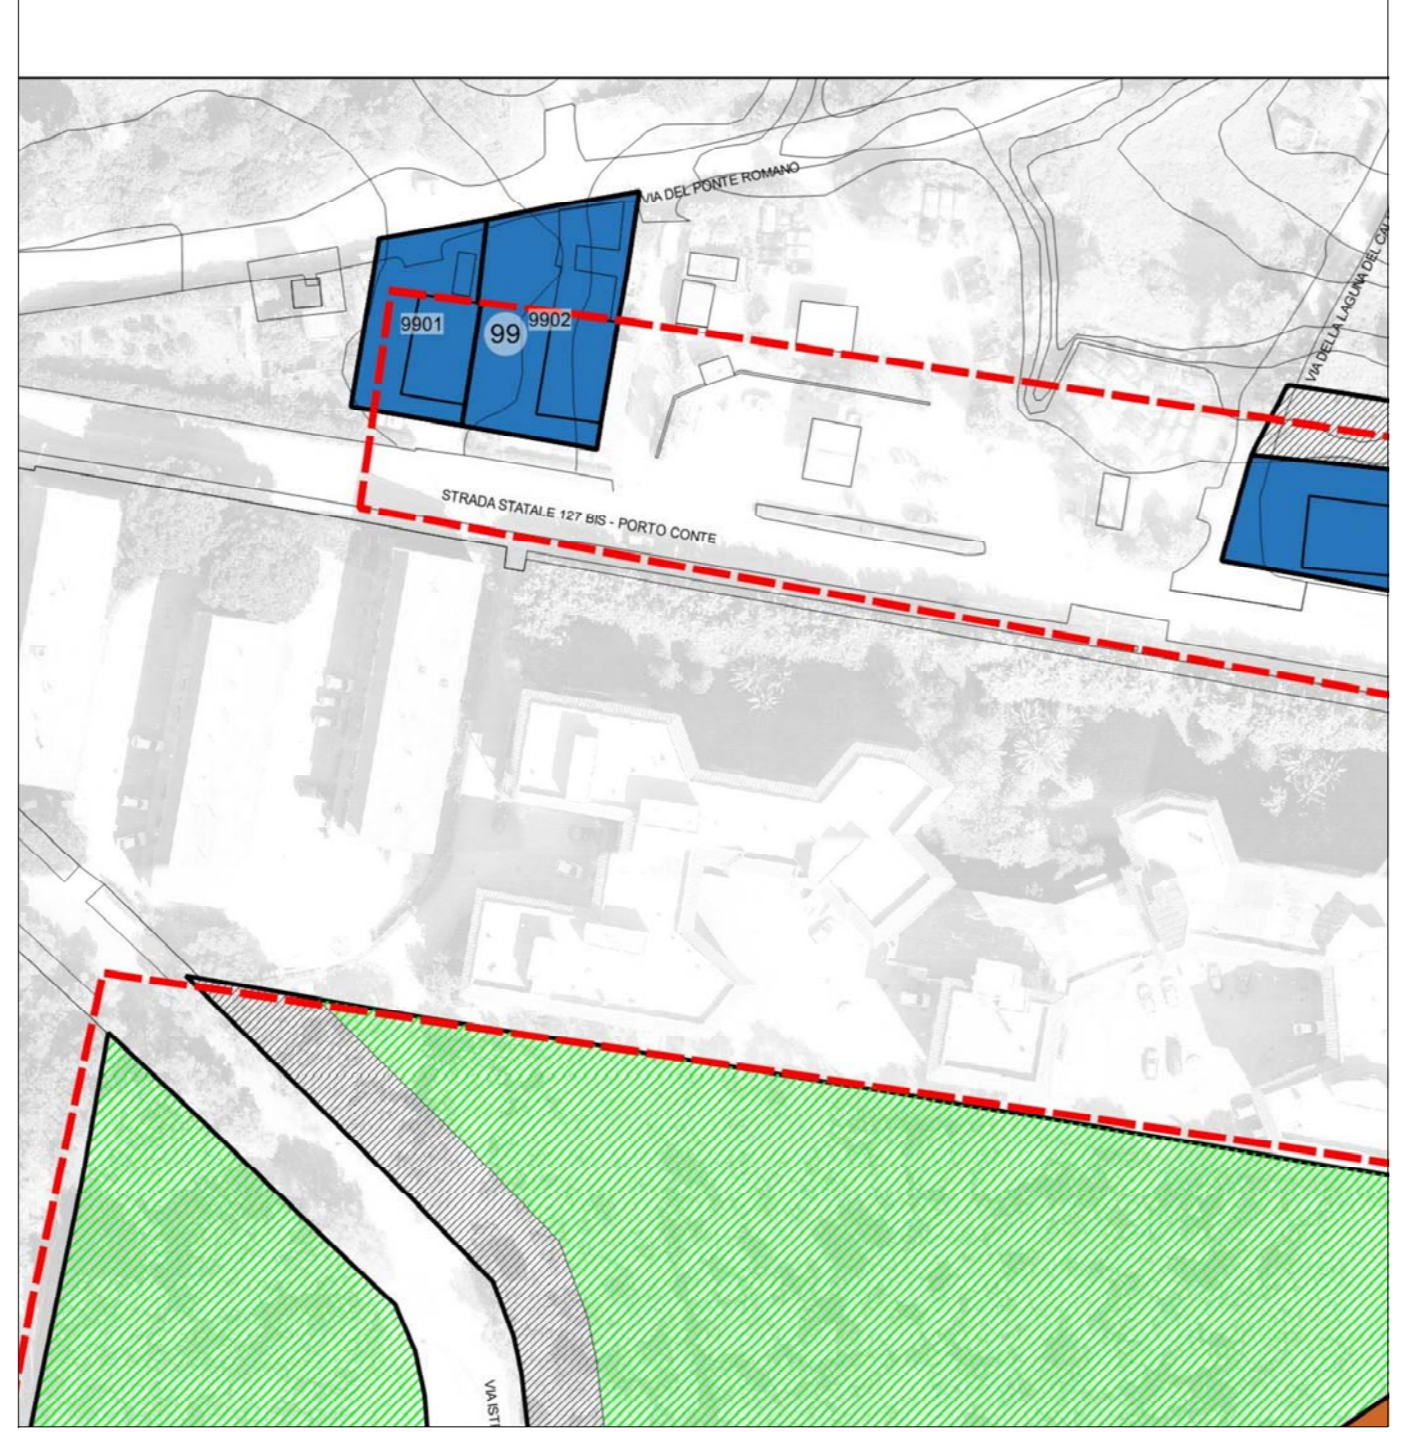 VIA DEL PONTE ROMANO
VIA DELLA LAGUNA DEL
9901
99
9902
STRADA STATALE 127 BIS - PORTO CONTE
VIA